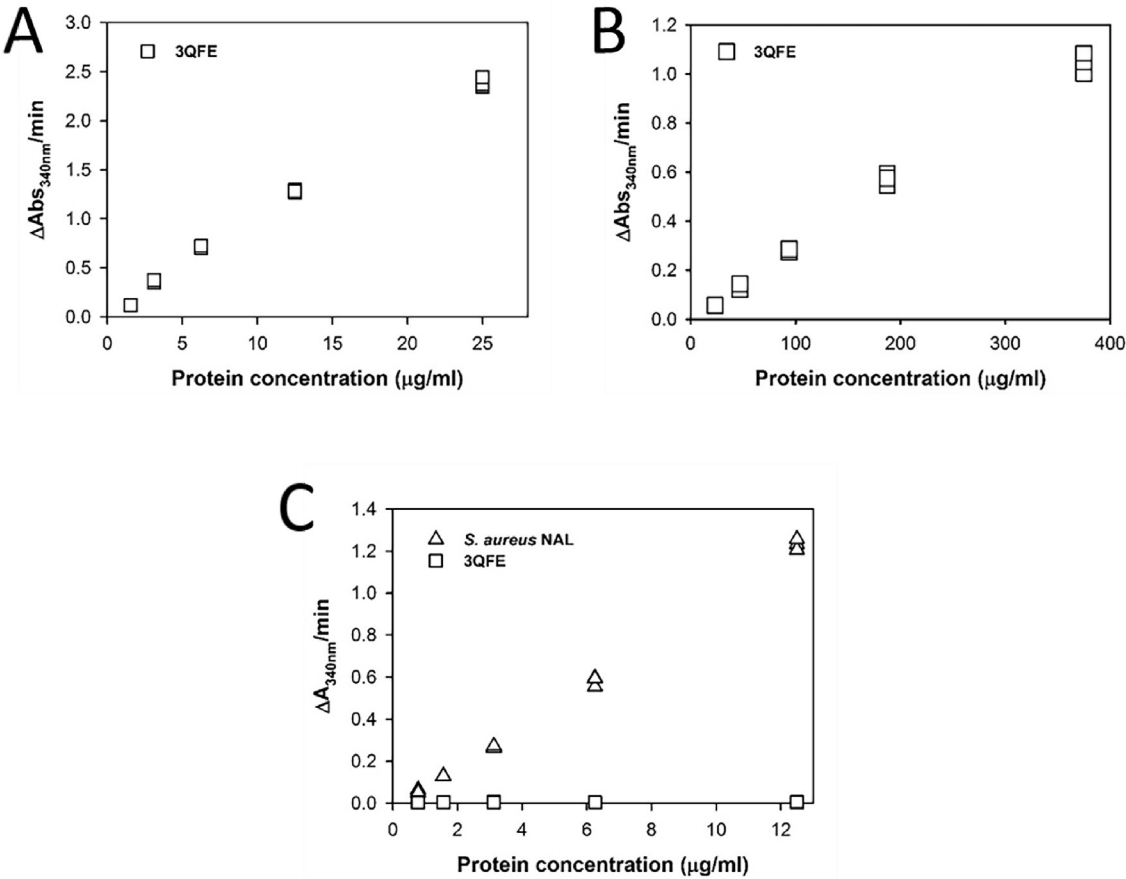 A
3.0
2.5
2.0
1.5
1.0
0.5
0.0
3QFE
ΔAbs340nm/min
0 5 10 15 20 25
Protein concentration (μg/ml)
B
1.2
1.0
0.8
0.6
0.4
0.2
0.0
3QFE
ΔAbs340nm/min
0 100 200 300 400
Protein concentration (μg/ml)
C
1.4
1.2
1.0
0.8
0.6
0.4
0.2
0.0
S. aureus NAL
3QFE
ΔA340nm/min
0 2 4 6 8 10 12
Protein concentration (μg/ml)